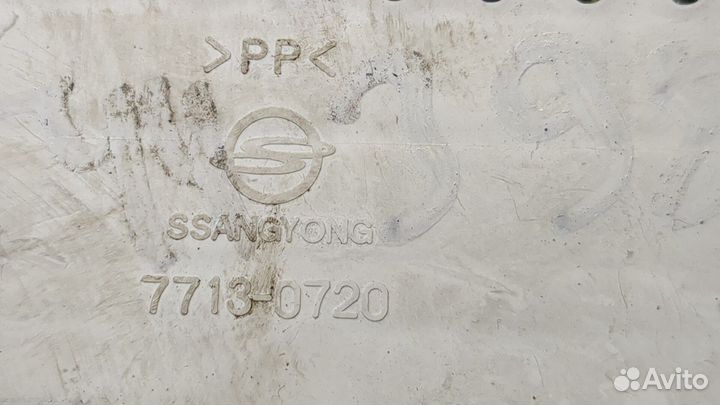 >PP<
SSANGYONG
7713-0720
Avito